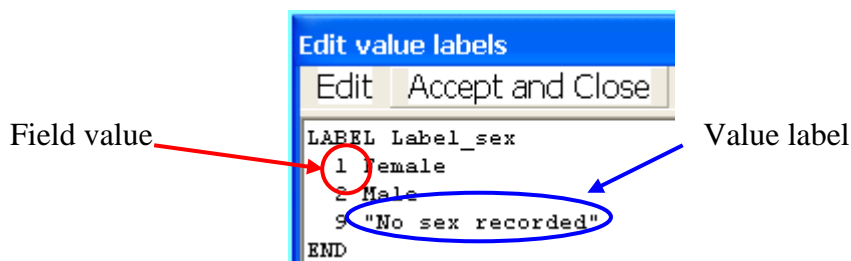 Edit value labels
Edit Accept and Close
Field value
Value label
LABEL Label_sex
1 Female
2 Male
9 "No sex recorded"
END